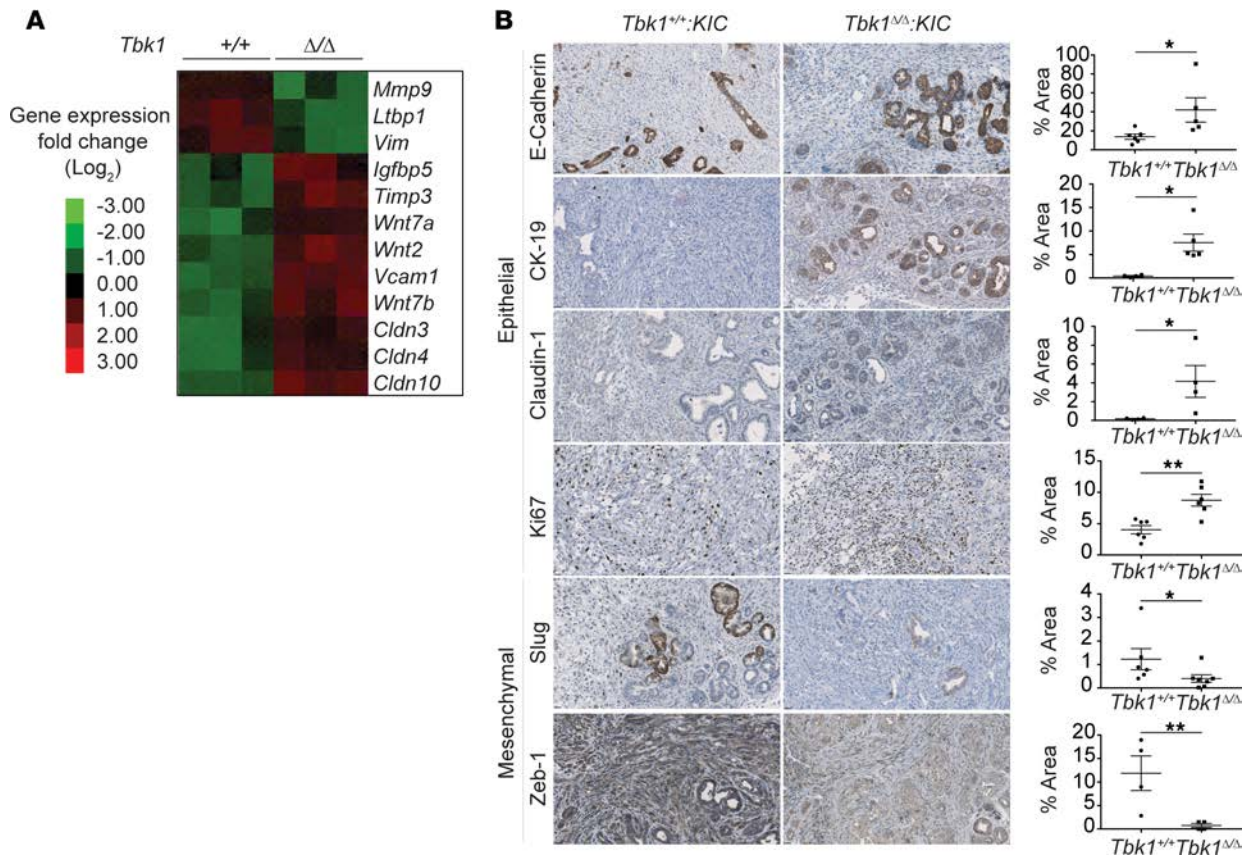 A
Tbk1 +/+ Δ/Δ
Gene expression
fold change
(Log2)
-3.00
-2.00
-1.00
0.00
1.00
2.00
3.00
Mmp9
Ltbp1
Vim
Igfbp5
Timp3
Wnt7a
Wnt2
Vcam1
Wnt7b
Cldn3
Cldn4
Cldn10
B
Tbk1+/+:KIC Tbk1Δ/Δ:KIC
Epithelial
Mesenchymal
E-Cadherin
% Area
100
80
60
40
20
0
*
Tbk1+/+ Tbk1Δ/Δ
CK-19
% Area
20
15
10
5
0
*
Tbk1+/+ Tbk1Δ/Δ
Claudin-1
% Area
10
8
6
4
2
0
*
Tbk1+/+ Tbk1Δ/Δ
Ki67
% Area
15
10
5
0
**
Tbk1+/+ Tbk1Δ/Δ
Slug
% Area
4
3
2
1
0
*
Tbk1+/+ Tbk1Δ/Δ
Zeb-1
% Area
20
15
10
5
0
**
Tbk1+/+ Tbk1Δ/Δ